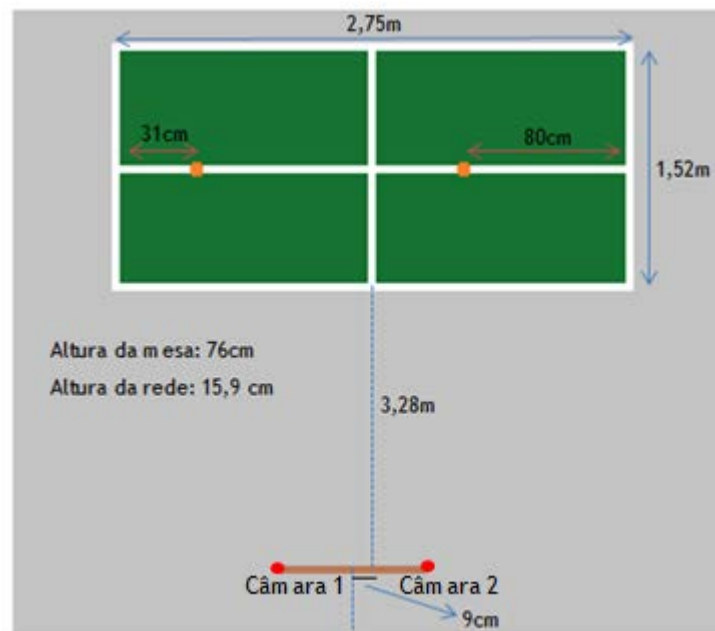 2,75m
31cm
80cm
1,52m
Altura da mesa: 76cm
Altura da rede: 15,9 cm
3,28m
Câmara 1
Câmara 2
9cm